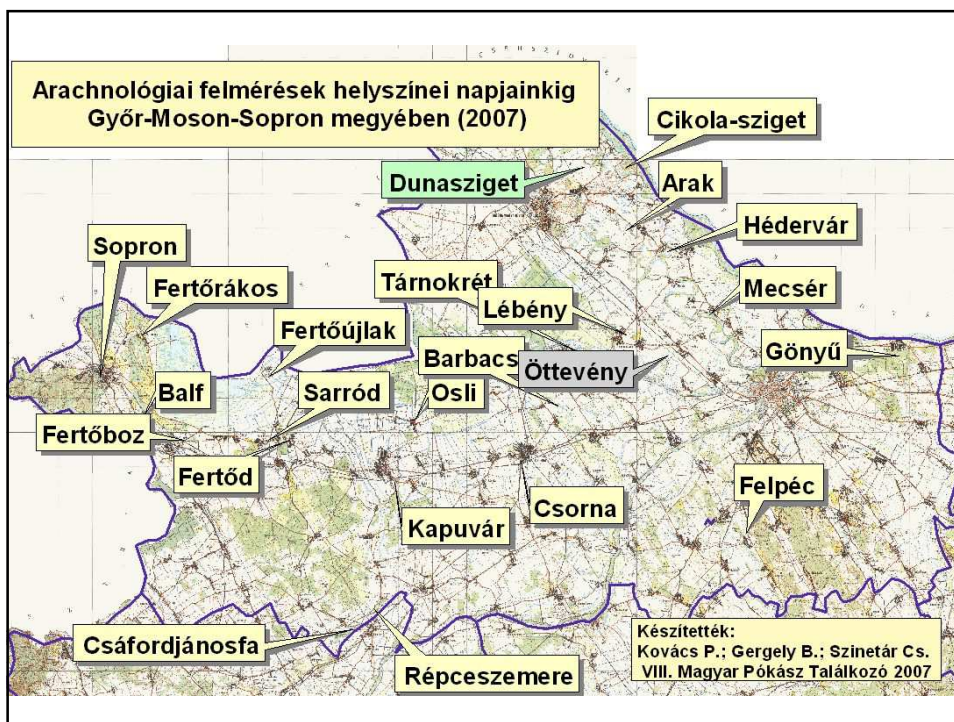 Arachnológiai felmérések helyszínei napjainkig
Győr-Moson-Sopron megyében (2007)
Cikola-sziget
Dunasziget
Arak
Hédervár
Sopron
Fertőrákos
Tárnokrét
Mecsér
Lébény
Fertőújlak
Barbacs
Öttevény
Gönyű
Balf
Sarród
Osli
Fertőboz
Fertőd
Felpéc
Csorna
Kapuvár
Csáfordjánosfa
Répceszemere
Készítették:
Kovács P.; Gergely B.; Szinetár Cs.
VIII. Magyar Pókász Találkozó 2007